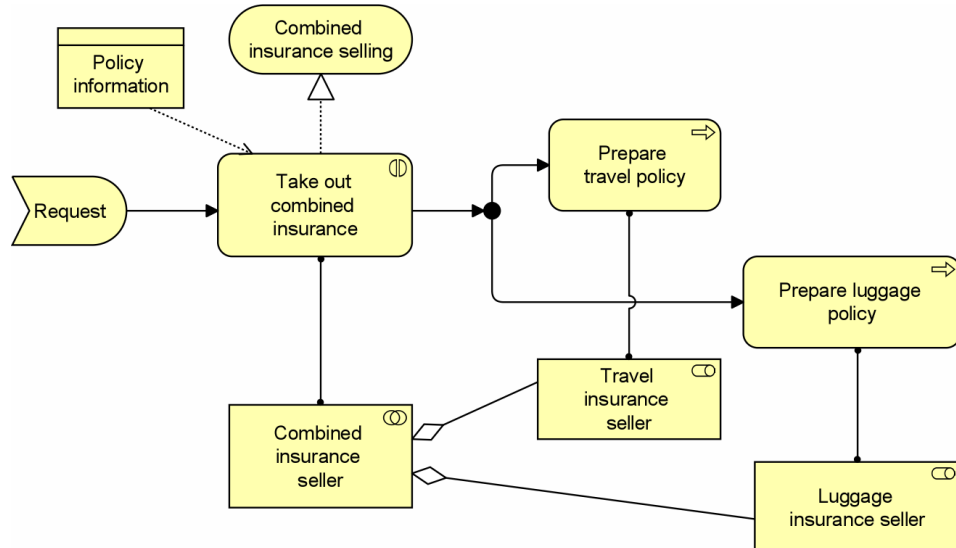 Combined
insurance selling
Policy
information
Request
Take out
combined
insurance
Prepare
travel policy
Prepare luggage
policy
Travel
insurance
seller
Combined
insurance
seller
Luggage
insurance seller